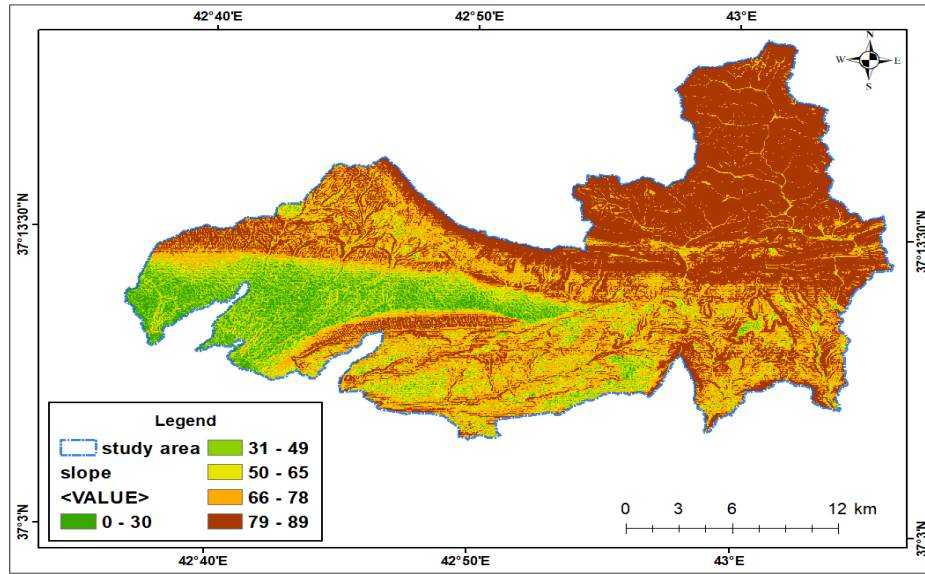 42°40'E 42°50'E 43°E
N
W E
S
37°13'30"N
37°13'30"N
Legend
study area
slope
<VALUE>
0 - 30
31 - 49
50 - 65
66 - 78
79 - 89
0 3 6 12 km
37°3'N
37°3'N
42°40'E 42°50'E 43°E